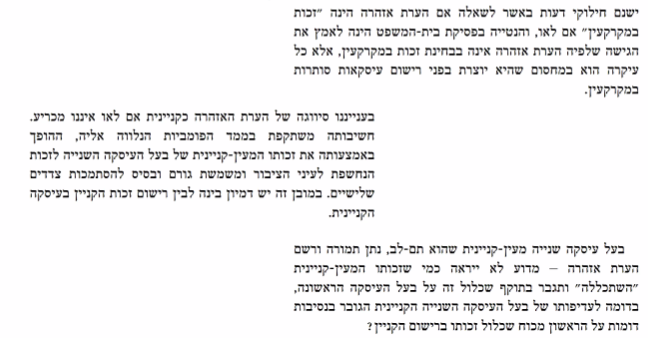 ישנם חילוקי דעות באשר לשאלה אם הערת אזהרה הינה ״זכות
במקרקעין״ אם לאו, והנטייה בפסיקת בית-המשפט הינה לאמץ את
הגישה שלפיה הערת אזהרה אינה בבחינת זכות במקרקעין, אלא כל
עיקרה הוא במחסום שהיא יוצרת בפני רישום עיסקאות סותרות
במקרקעין.
בענייננו סיווגה של הערת האזהרה כקניינית אם לאו איננו מכריע.
חשיבותה משתקפת בממד הפומביות הנלווה אליה, ההופך
באמצעותה את זכותו המעין-קניינית של בעל העיסקה השנייה לזכות
הנחשפת לעיני הציבור ומשמשת גורם ובסיס להסתמכות צדדים
שלישיים. במובן זה יש דמיון בינה לבין רישום זכות הקניין בעיסקה
הקניינית.
בעל עיסקה שנייה מעין-קניינית שהוא תם-לב, נתן תמורה ורשם
הערת אזהרה – מדוע לא ייראה כמי שזכותו המעין-קניינית
״השתכללה״ ותגבר בתוקף שכלול זה על בעל העיסקה הראשונה,
בדומה לעדיפותו של בעל העיסקה השנייה הקניינית הגובר בנסיבות
דומות על הראשון מכוח שכלול זכותו ברישום הקניין?